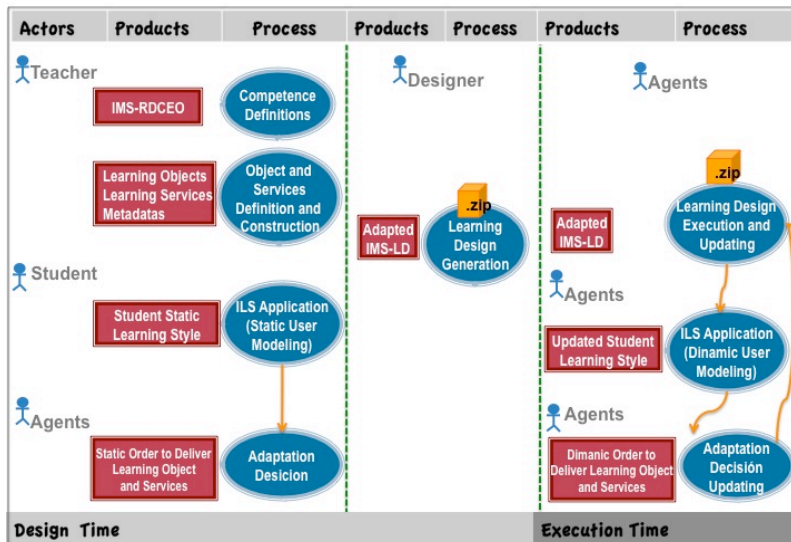 Actors Products Process Products Process Products Process
Teacher
IMS-RDCEO
Competence
Definitions
Learning Objects
Learning Services
Metadatas
Object and
Services
Definition and
Construction
Student
Student Static
Learning Style
ILS Application
(Static User
Modeling)
Agents
Static Order to Deliver
Learning Object
and Services
Adaptation
Desicion
Designer
.zip
Adapted
IMS-LD
Learning
Design
Generation
Agents
.zip
Adapted
IMS-LD
Learning Design
Execution and
Updating
Agents
Updated Student
Learning Style
ILS Application
(Dinamic User
Modeling)
Agents
Dimanic Order to
Deliver Learning Object
and Services
Adaptation
Decisión
Updating
Design Time
Execution Time